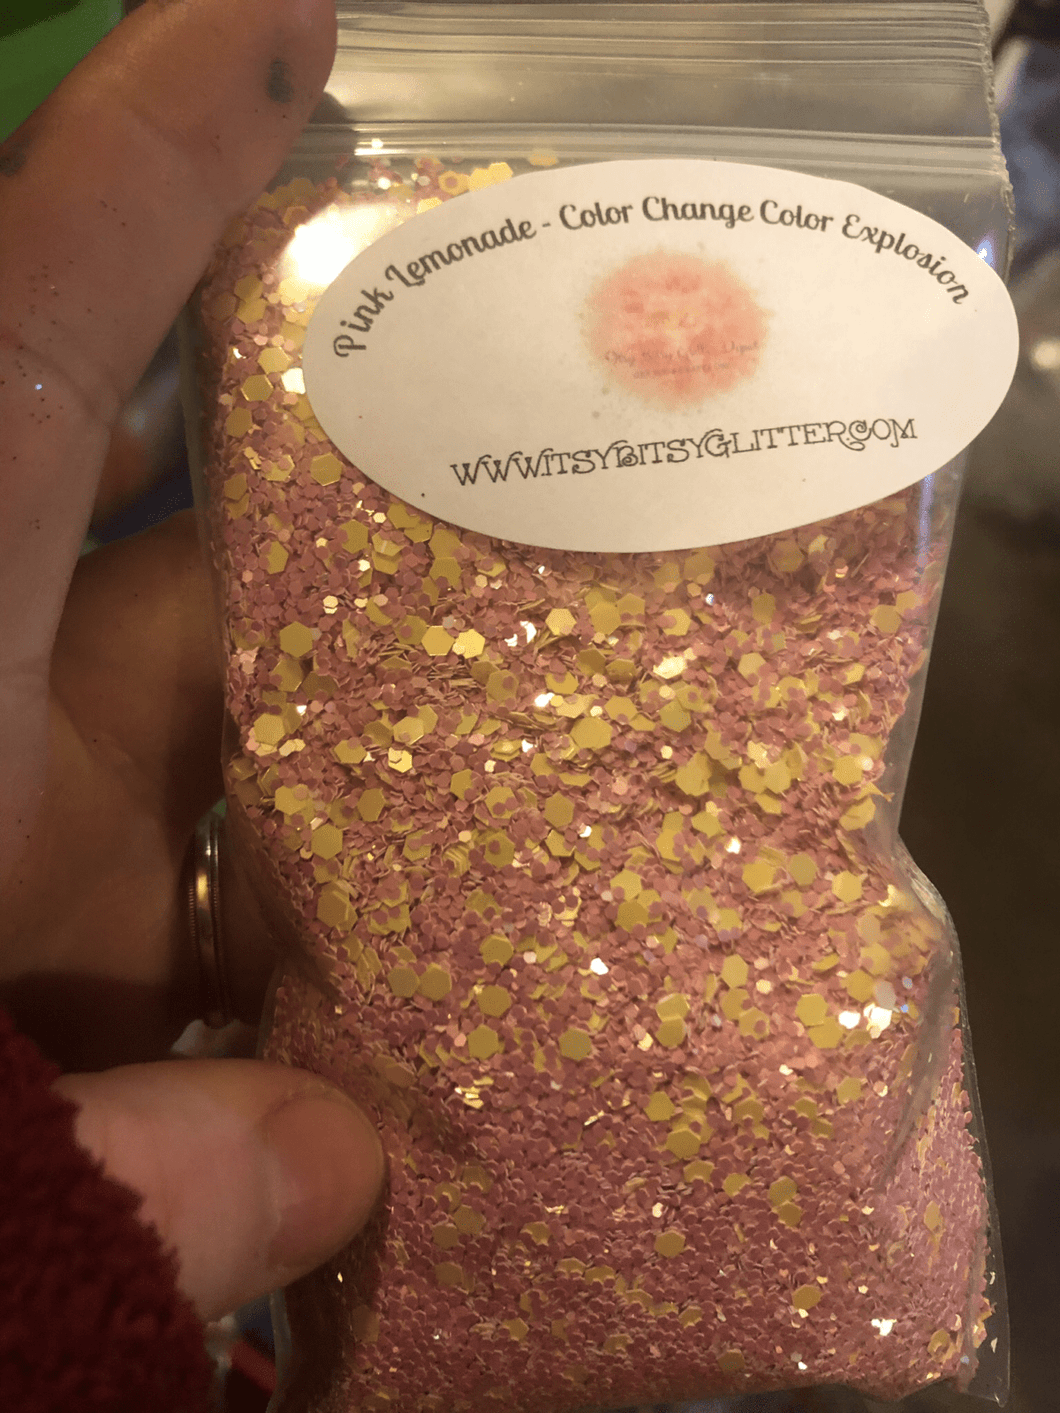 Pink Lemonade - Color Change Color Explosion
WWW.ITSYBITSYGLITTER.COM